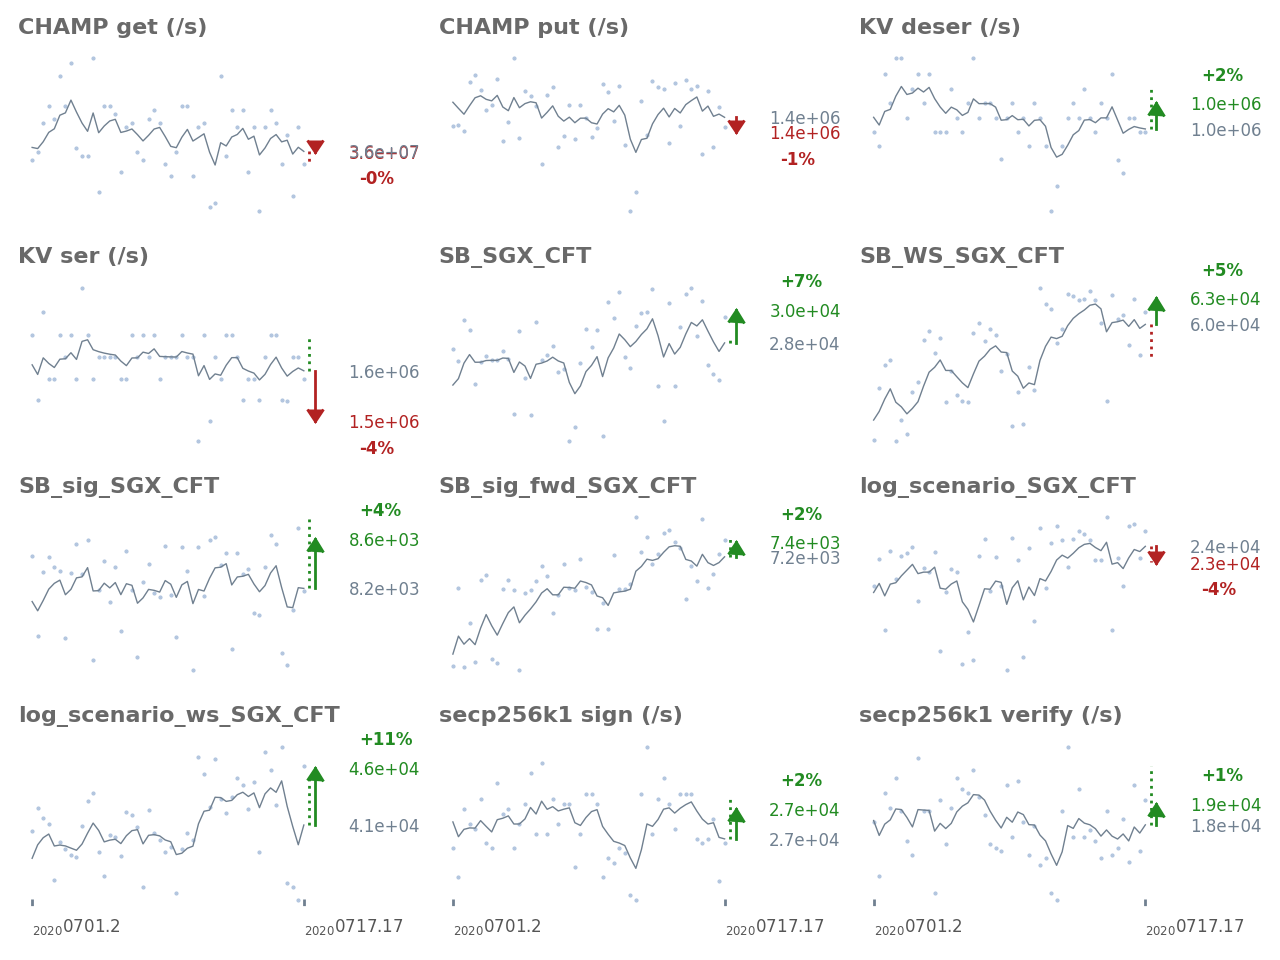 CHAMP get (/s)
3.6e+07
3.6e+07
-0%
CHAMP put (/s)
1.4e+06
1.4e+06
-1%
KV deser (/s)
+2%
1.0e+06
1.0e+06
KV ser (/s)
1.6e+06
1.5e+06
-4%
SB_SGX_CFT
+7%
3.0e+04
2.8e+04
SB_WS_SGX_CFT
+5%
6.3e+04
6.0e+04
SB_sig_SGX_CFT
+4%
8.6e+03
8.2e+03
SB_sig_fwd_SGX_CFT
+2%
7.4e+03
7.2e+03
log_scenario_SGX_CFT
2.4e+04
2.3e+04
-4%
log_scenario_ws_SGX_CFT
+11%
4.6e+04
4.1e+04
20200701.2
20200717.17
secp256k1 sign (/s)
+2%
2.7e+04
2.7e+04
20200701.2
20200717.17
secp256k1 verify (/s)
+1%
1.9e+04
1.8e+04
20200701.2
20200717.17